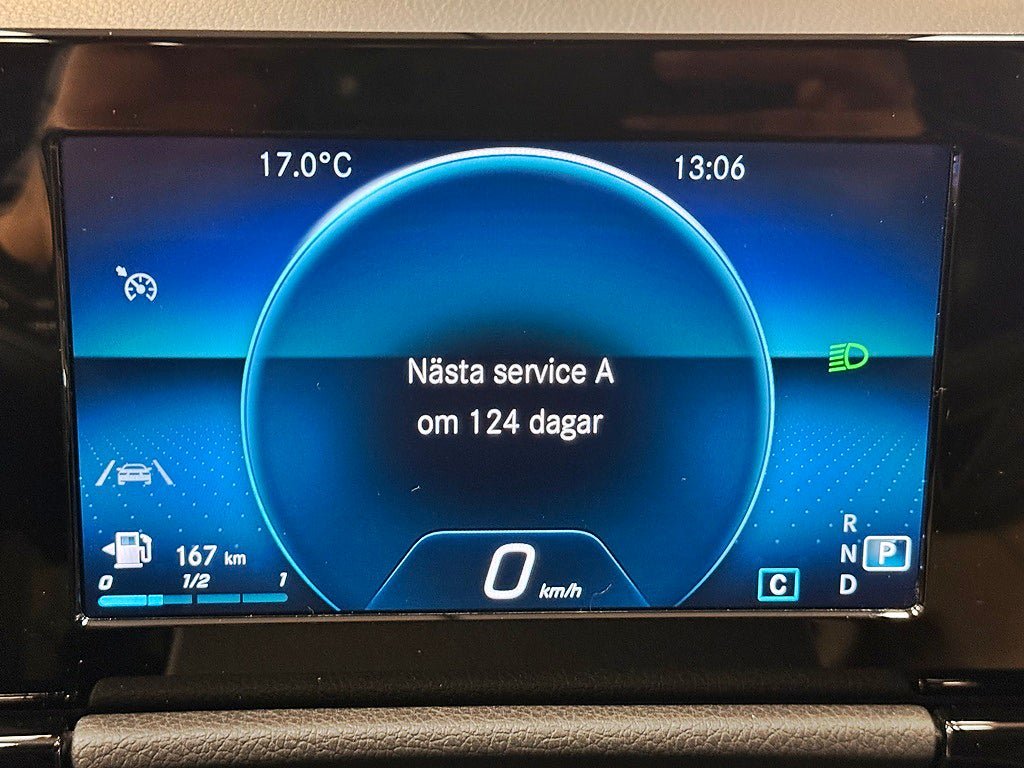 17.0°C
13:06
Nästa service A
om 124 dagar
167 km
0 1/2 1
0 km/h
C
R
N P
D